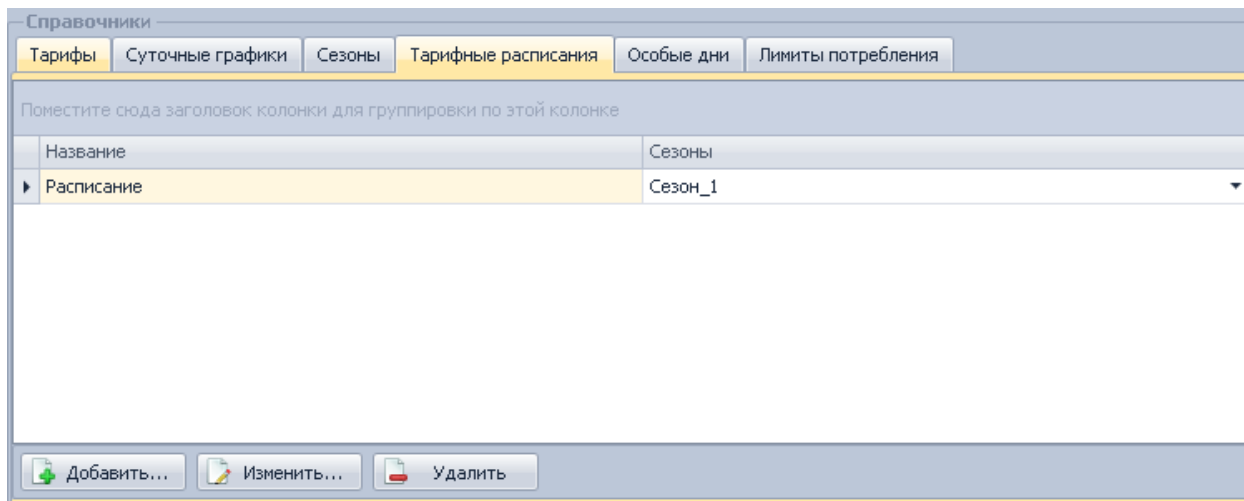 Справочники
Тарифы Суточные графики Сезоны Тарифные расписания Особые дни Лимиты потребления
Поместите сюда заголовок колонки для группировки по этой колонке
Название Сезоны
Расписание Сезон_1
Добавить... Изменить... Удалить